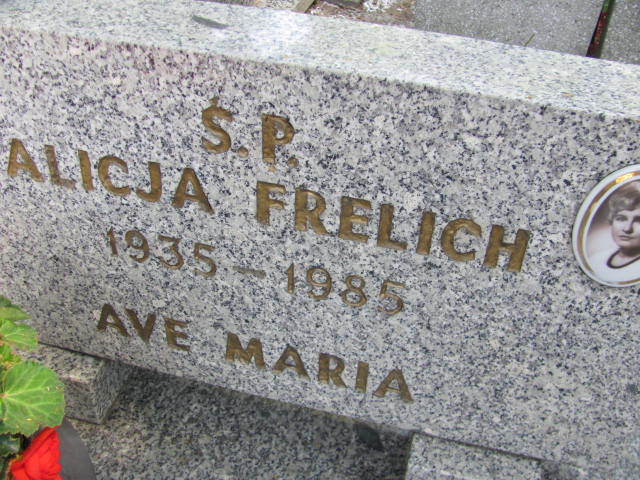 Ś.P.
ALICJA FRELICH
1935-1985
AVE MARIA